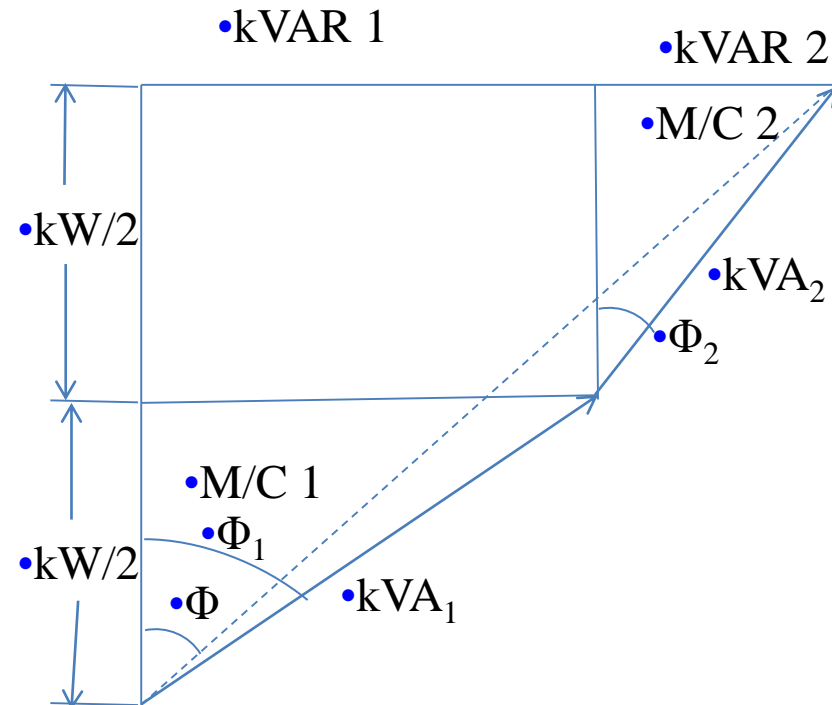 •kVAR 1
•kVAR 2
•M/C 2
•kW/2
•kVA₂
•Φ₂
•M/C 1
•Φ₁
•kW/2
•kVA₁
•Φ